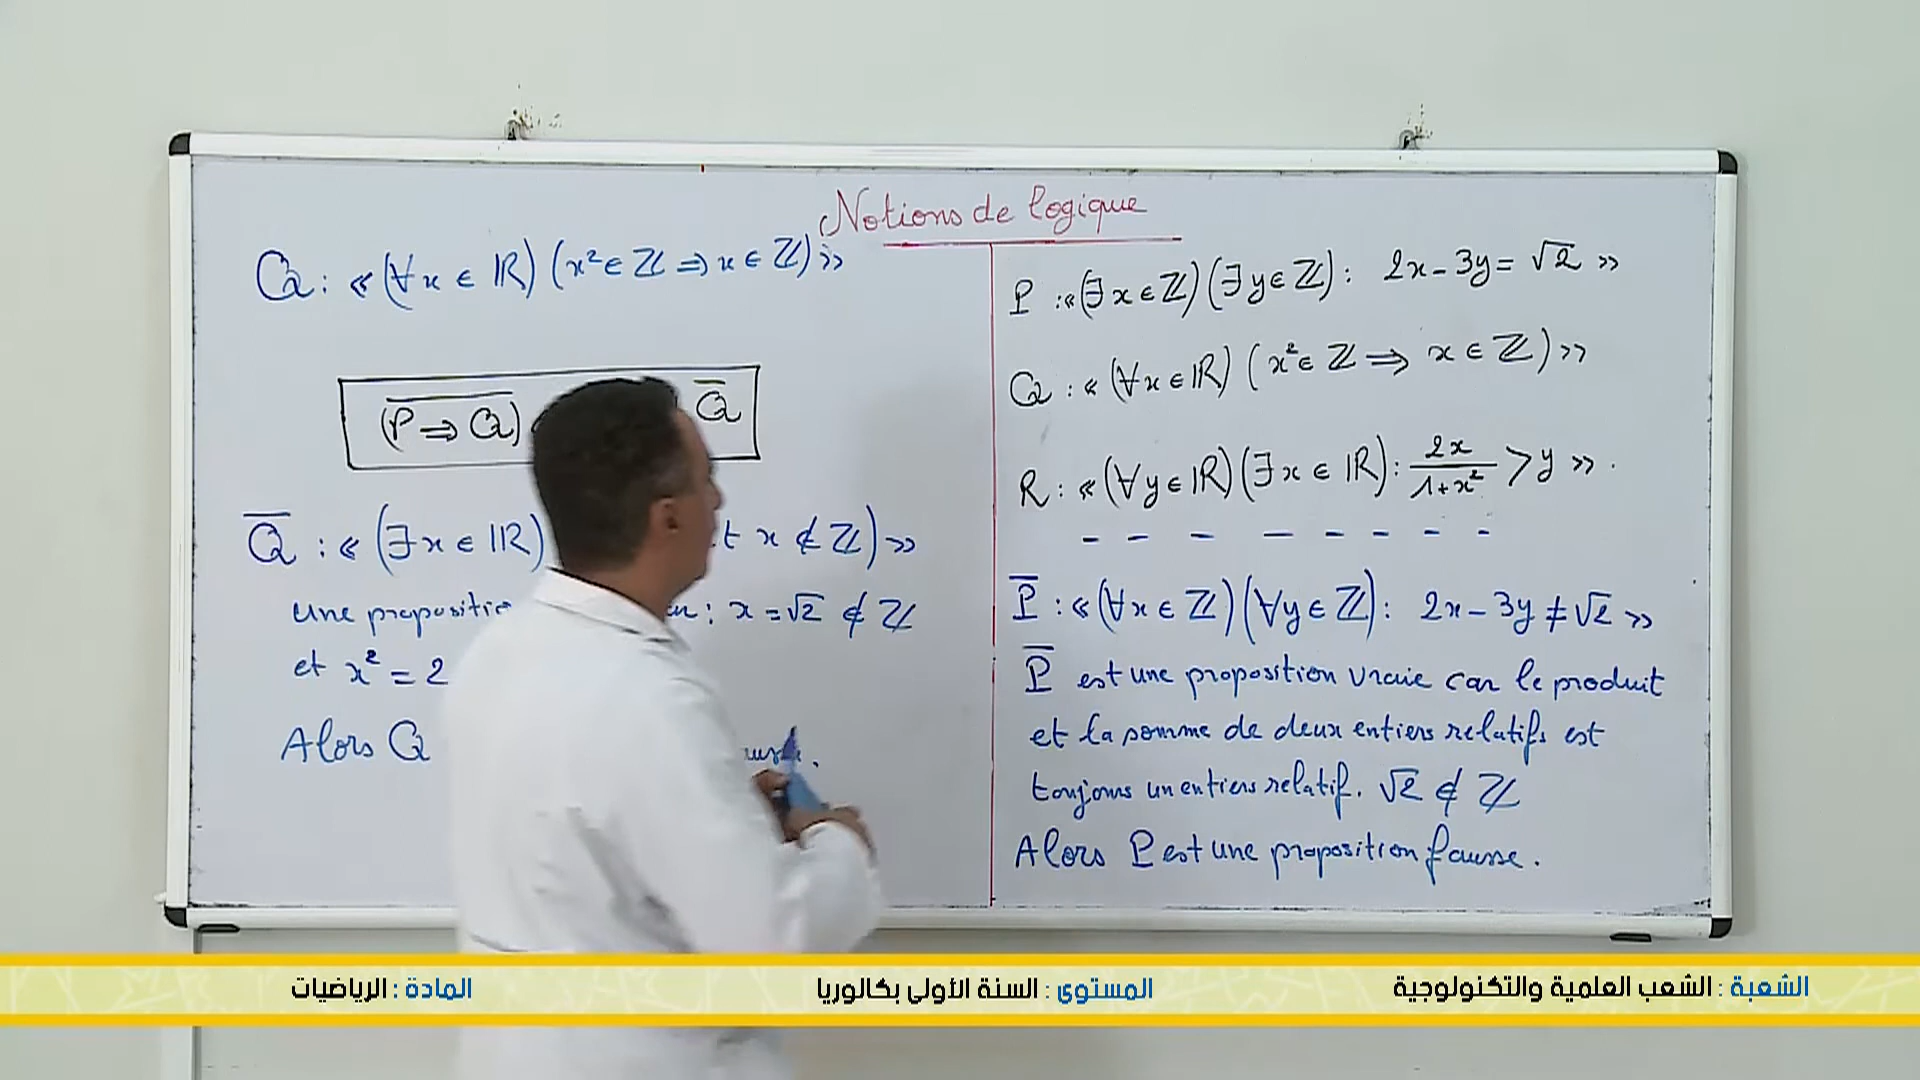 Notions de logique
Q : « (∀x ∈ ℝ) (x² ∈ ℤ ⇒ x ∈ ℤ) »
(P ⇒ Q) Q̅
Q̅ : « (∃x ∈ ℝ) t x ∉ ℤ) »
une x = √2 ∉ ℤ
et x² = 2
Alors Q
P : « (∃x ∈ ℤ) (∃y ∈ ℤ) : 2x - 3y = √2 »
Q : « (∀x ∈ ℝ) (x² ∈ ℤ ⇒ x ∈ ℤ) »
R : « (∀y ∈ ℝ) (∃x ∈ ℝ) : 2x/(1+x²) > y » .
- - - - - - - -
P̅ : « (∀x ∈ ℤ) (∀y ∈ ℤ) : 2x - 3y ≠ √2 »
P̅ est une proposition vraie car le produit
et la somme de deux entiers relatifs est
toujours un entiers relatif. √2 ∉ ℤ
Alors P est une proposition fausse.
الشعبة : الشعب العلمية والتكنولوجية
المستوى : السنة الأولى بكالوريا
المادة : الرياضيات